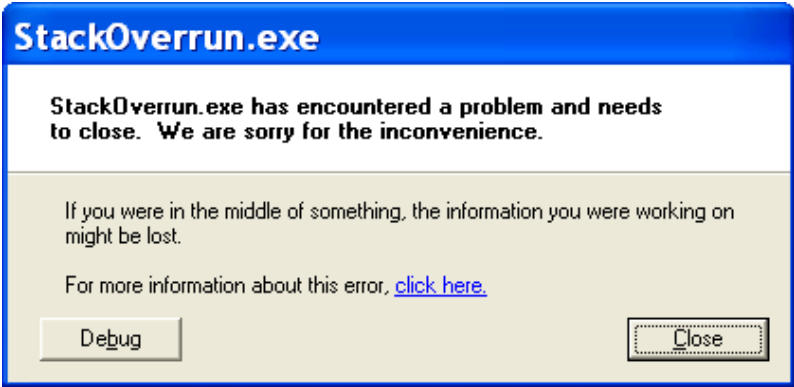 StackOverrun.exe
StackOverrun.exe has encountered a problem and needs
to close.  We are sorry for the inconvenience.
If you were in the middle of something, the information you were working on
might be lost.
For more information about this error, click here.
Debug
Close